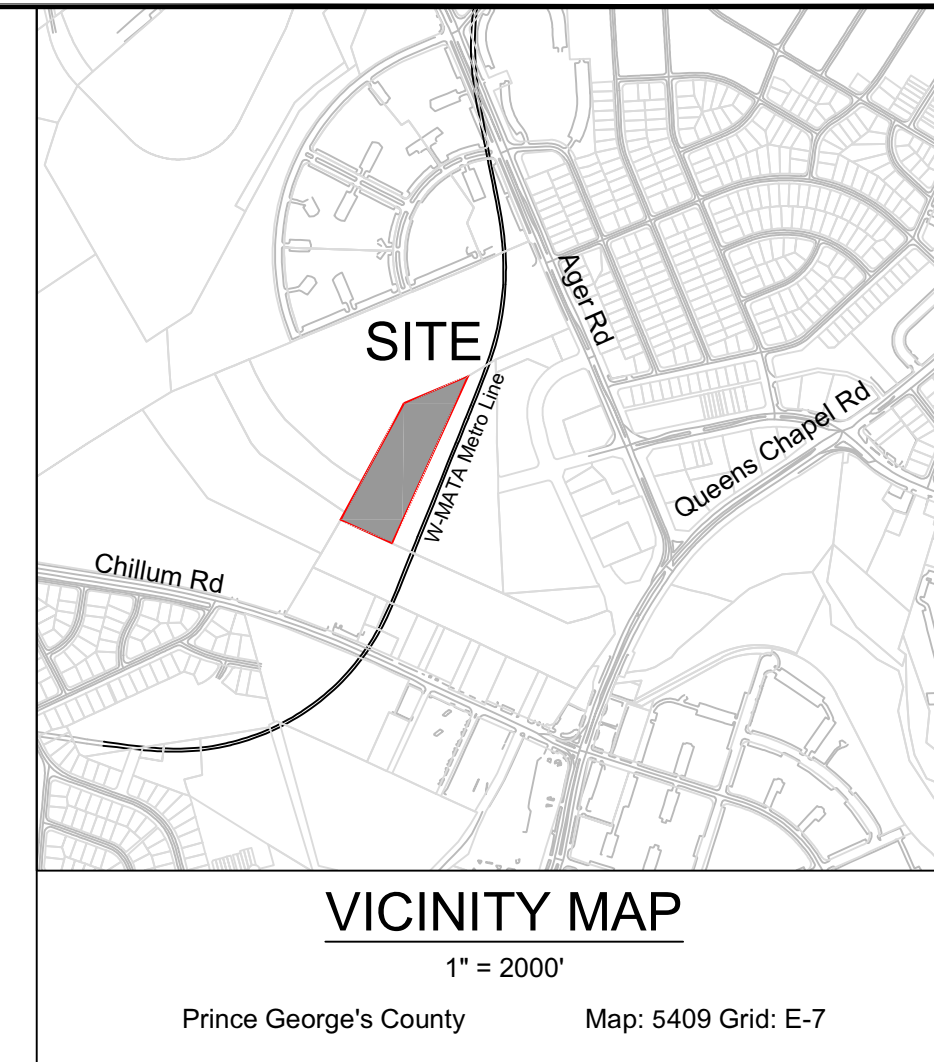 Ager Rd
SITE
W-MATA Metro Line
Queens Chapel Rd
Chillum Rd
VICINITY MAP
1" = 2000'
Prince George's County Map: 5409 Grid: E-7